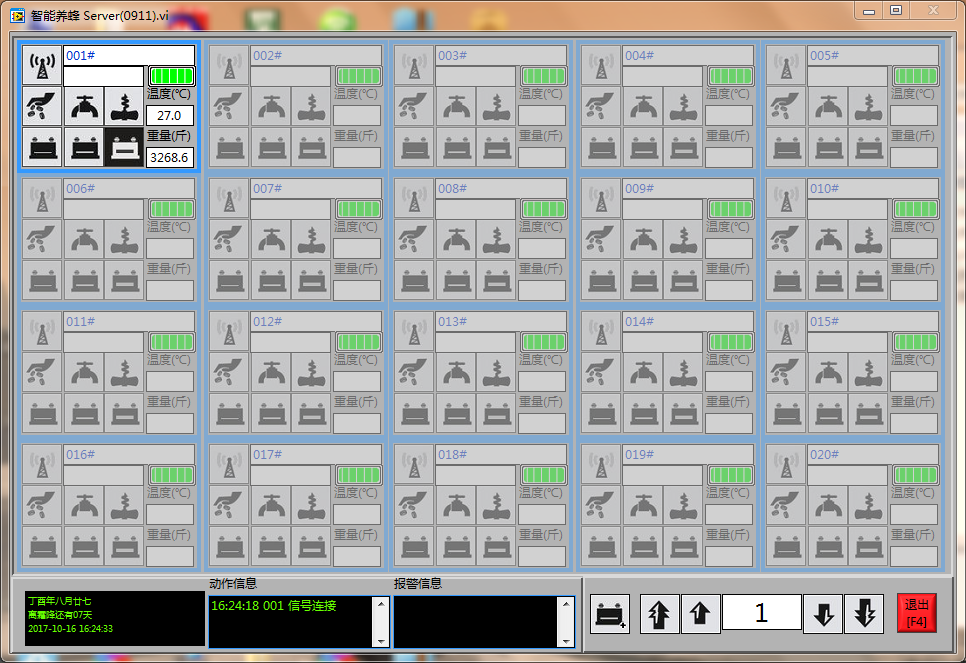 智能养蜂 Server(0911).vi
001#
温度(℃)
27.0
重量(斤)
3268.6
002#
温度(℃)
重量(斤)
003#
温度(℃)
重量(斤)
004#
温度(℃)
重量(斤)
005#
温度(℃)
重量(斤)
006#
温度(℃)
重量(斤)
007#
温度(℃)
重量(斤)
008#
温度(℃)
重量(斤)
009#
温度(℃)
重量(斤)
010#
温度(℃)
重量(斤)
011#
温度(℃)
重量(斤)
012#
温度(℃)
重量(斤)
013#
温度(℃)
重量(斤)
014#
温度(℃)
重量(斤)
015#
温度(℃)
重量(斤)
016#
温度(℃)
重量(斤)
017#
温度(℃)
重量(斤)
018#
温度(℃)
重量(斤)
019#
温度(℃)
重量(斤)
020#
温度(℃)
重量(斤)
丁酉年八月廿七
离霜降还有07天
2017-10-16 16:24:33
动作信息
16:24:18 001 信号连接
报警信息
1
退出
[F4]